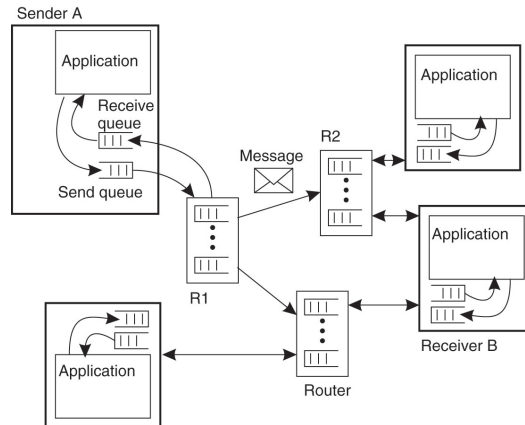 Sender A
Application
Receive
queue
Send queue
R1
Message
R2
Application
Application
Receiver B
Application
Router